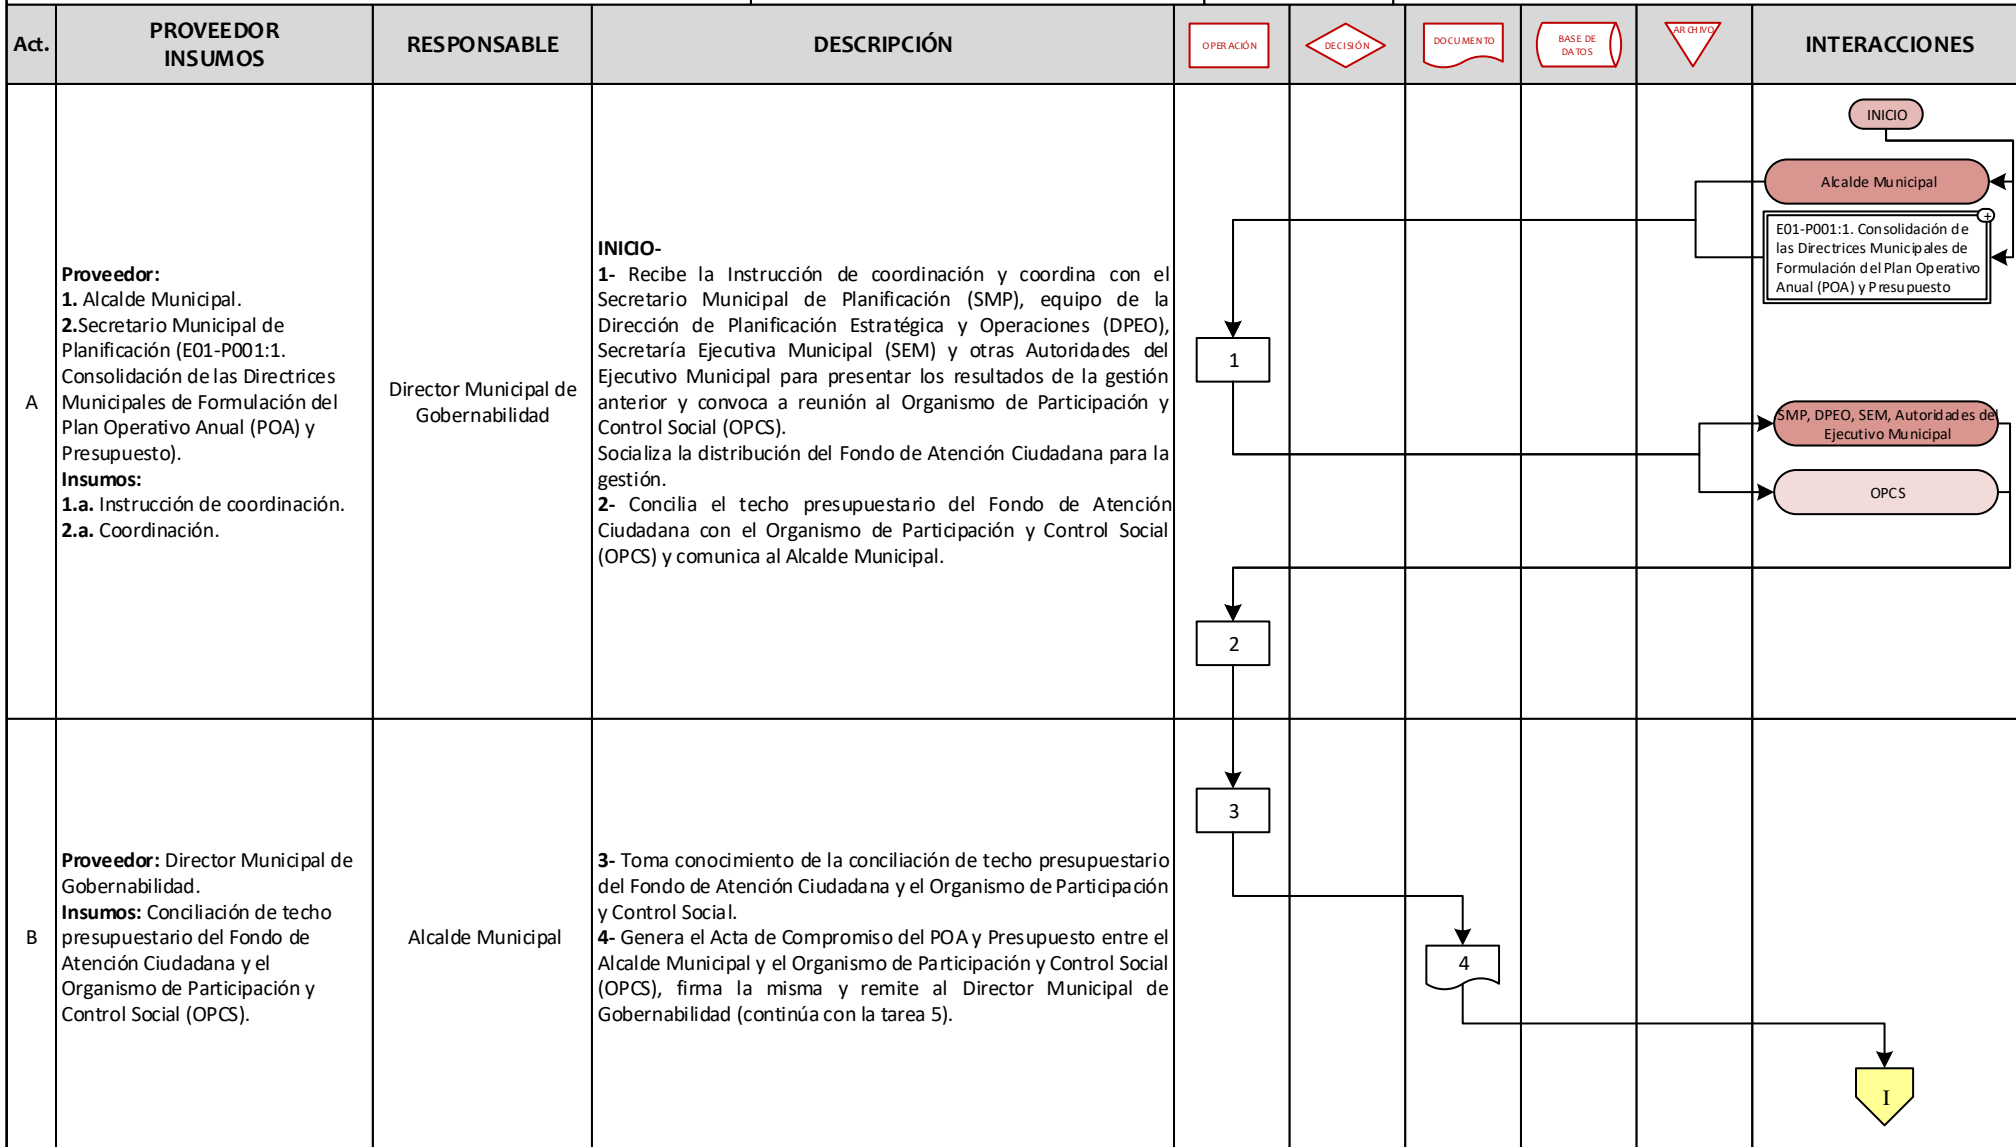 Act.
PROVEEDOR
INSUMOS
RESPONSABLE
DESCRIPCIÓN
OPERACIÓN
DECISIÓN
DOCUMENTO
BASE DE
DATOS
ARCHIVO
INTERACCIONES
A
Proveedor:
1. Alcalde Municipal.
2.Secretario Municipal de
Planificación (E01-P001:1.
Consolidación de las Directrices
Municipales de Formulación del
Plan Operativo Anual (POA) y
Presupuesto).
Insumos:
1.a. Instrucción de coordinación.
2.a. Coordinación.
Director Municipal de
Gobernabilidad
INICIO-
1- Recibe la Instrucción de coordinación y coordina con el
Secretario Municipal de Planificación (SMP), equipo de la
Dirección de Planificación Estratégica y Operaciones (DPEO),
Secretaría Ejecutiva Municipal (SEM) y otras Autoridades del
Ejecutivo Municipal para presentar los resultados de la gestión
anterior y convoca a reunión al Organismo de Participación y
Control Social (OPCS).
Socializa la distribución del Fondo de Atención Ciudadana para la
gestión.
2- Concilia el techo presupuestario del Fondo de Atención
Ciudadana con el Organismo de Participación y Control Social
(OPCS) y comunica al Alcalde Municipal.
1
2
INICIO
Alcalde Municipal
+
E01-P001:1. Consolidación de
las Directrices Municipales de
Formulación del Plan Operativo
Anual (POA) y Presupuesto
SMP, DPEO, SEM, Autoridades del
Ejecutivo Municipal
OPCS
B
Proveedor: Director Municipal de
Gobernabilidad.
Insumos: Conciliación de techo
presupuestario del Fondo de
Atención Ciudadana y el
Organismo de Participación y
Control Social (OPCS).
Alcalde Municipal
3- Toma conocimiento de la conciliación de techo presupuestario
del Fondo de Atención Ciudadana y el Organismo de Participación
y Control Social.
4- Genera el Acta de Compromiso del POA y Presupuesto entre el
Alcalde Municipal y el Organismo de Participación y Control Social
(OPCS), firma la misma y remite al Director Municipal de
Gobernabilidad (continúa con la tarea 5).
3
4
I